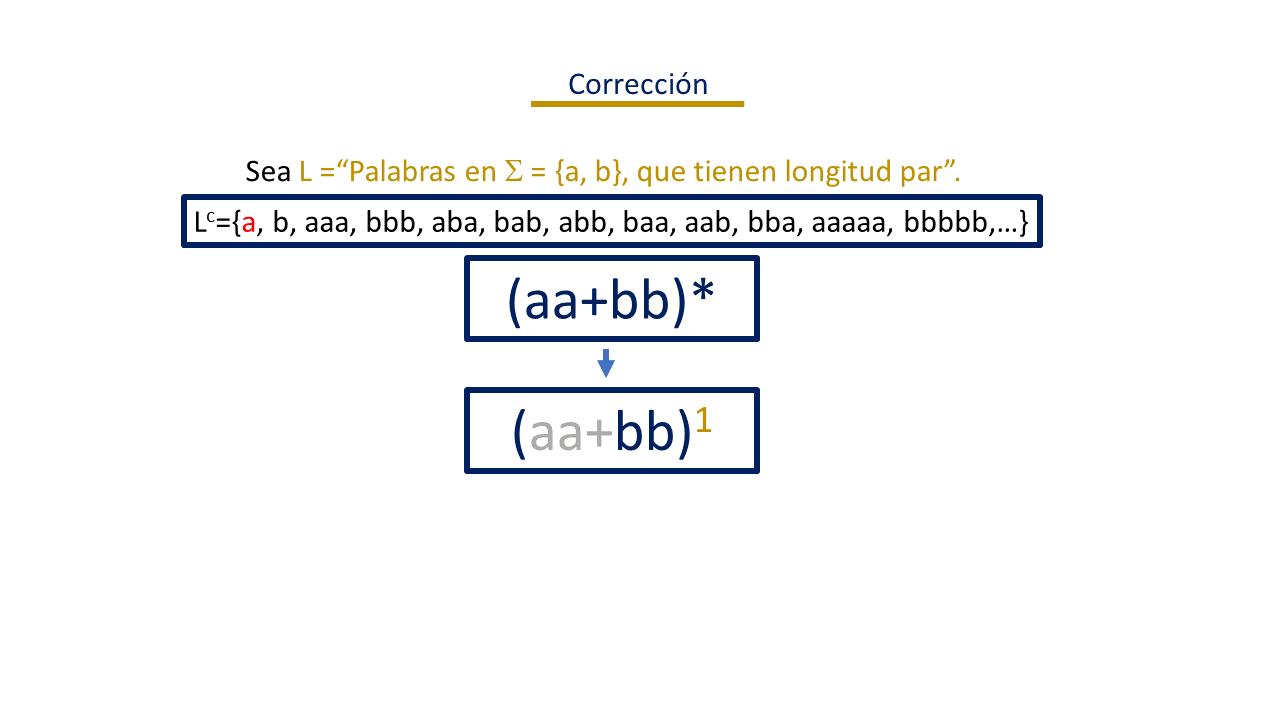 Corrección
Sea L =“Palabras en Σ = {a, b}, que tienen longitud par”.
Lᶜ={a, b, aaa, bbb, aba, bab, abb, baa, aab, bba, aaaaa, bbbbb,...}
(aa+bb)*
(aa+bb)¹